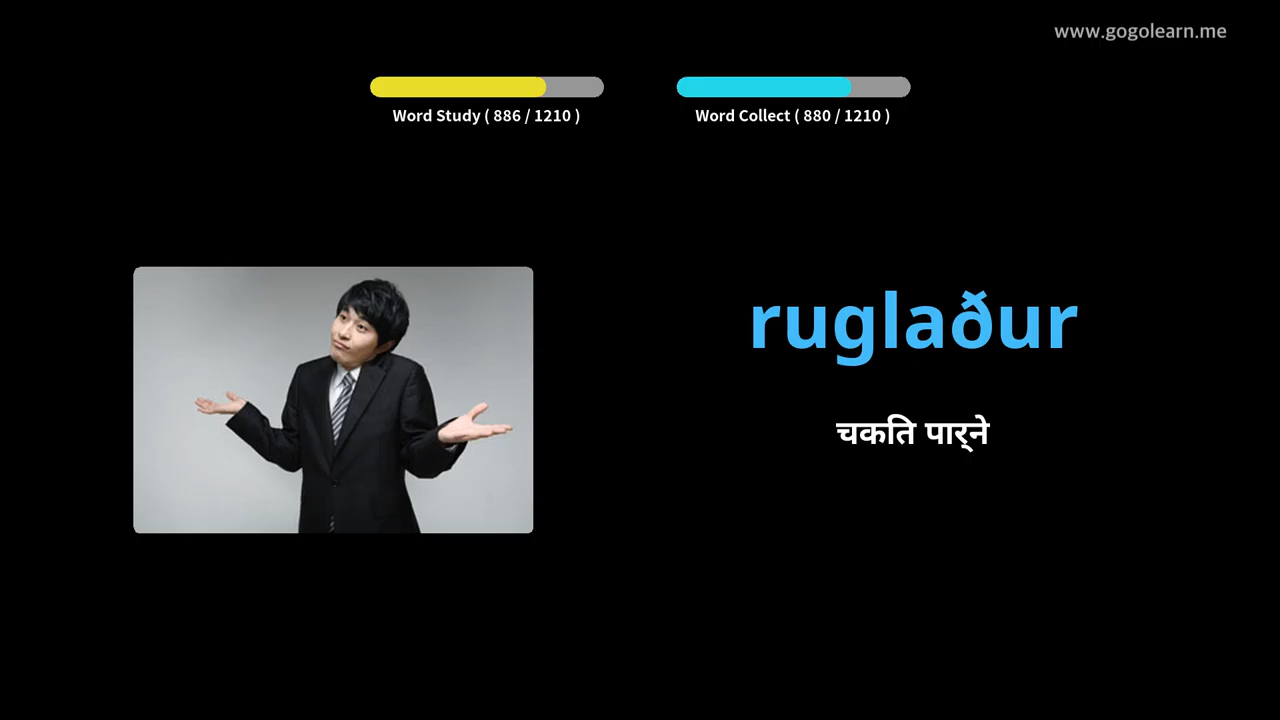 www.gogolearn.me
Word Study ( 886 / 1210 )
Word Collect ( 880 / 1210 )
ruglaður
चकति पार्‍ने